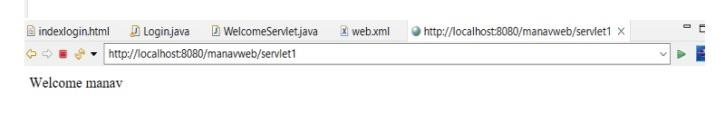 indexlogin.html Login.java WelcomeServlet.java web.xml http://localhost:8080/manavweb/servlet1
http://localhost:8080/manavweb/servlet1
Welcome manav